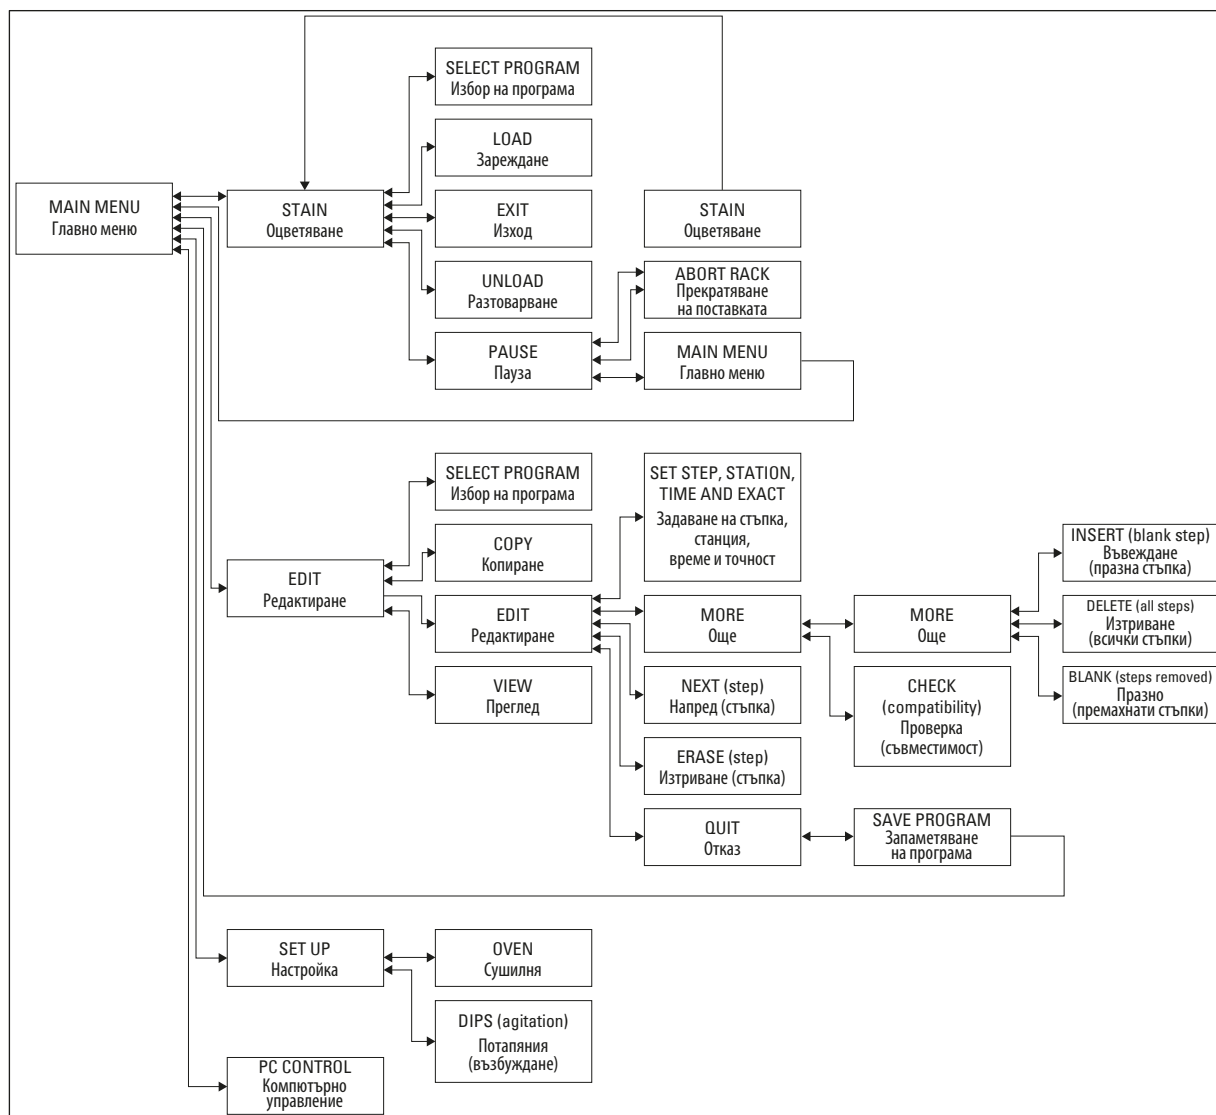 SELECT PROGRAM
Избор на програма
LOAD
Зареждане
MAIN MENU
Главно меню
STAIN
Оцветяване
EXIT
Изход
STAIN
Оцветяване
UNLOAD
Разтоварване
ABORT RACK
Прекратяване
на поставката
PAUSE
Пауза
MAIN MENU
Главно меню
SELECT PROGRAM
Избор на програма
SET STEP, STATION,
TIME AND EXACT
Задаване на стъпка,
станция,
време и точност
COPY
Копиране
INSERT (blank step)
Въвеждане
(празна стъпка)
EDIT
Редактиране
EDIT
Редактиране
MORE
Още
MORE
Още
DELETE (all steps)
Изтриване
(всички стъпки)
VIEW
Преглед
NEXT (step)
Напред (стъпка)
CHECK
(compatibility)
Проверка
(съвместимост)
BLANK (steps removed)
Празно
(премахнати стъпки)
ERASE (step)
Изтриване (стъпка)
QUIT
Отказ
SAVE PROGRAM
Запаметяване
на програма
SET UP
Настройка
OVEN
Сушилня
DIPS (agitation)
Потапяния
(възбуждане)
PC CONTROL
Компютърно
управление